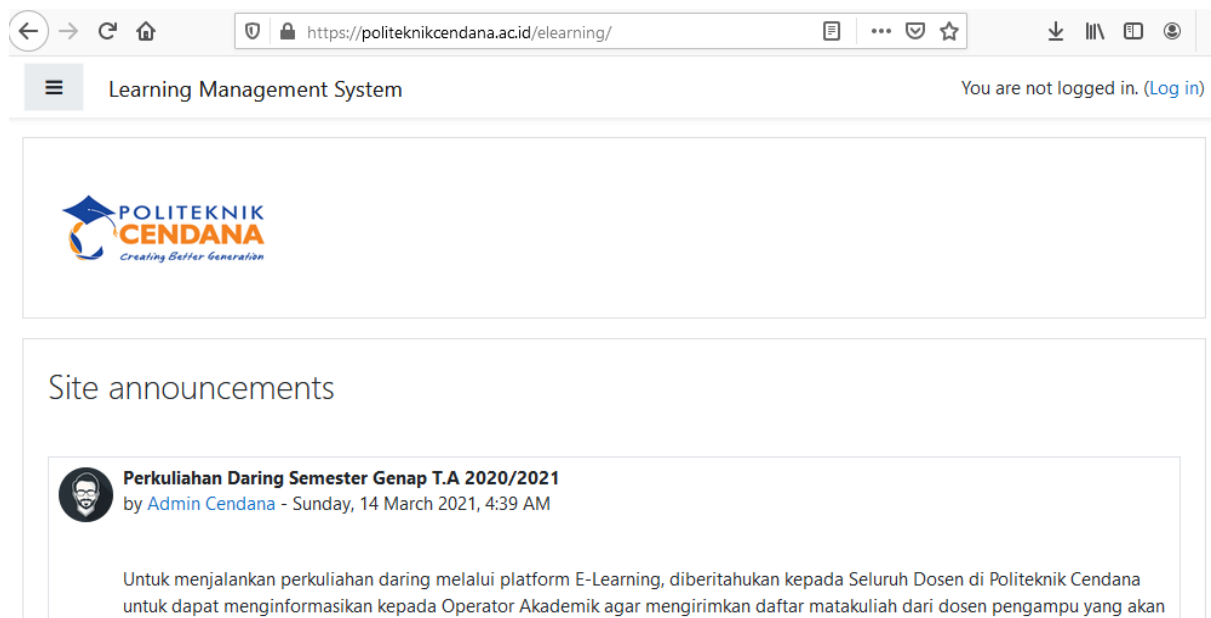 https://politeknikcendana.ac.id/elearning/
Learning Management System
You are not logged in. (Log in)
POLITEKNIK
CENDANA
Creating Better Generation
Site announcements
Perkuliahan Daring Semester Genap T.A 2020/2021
by Admin Cendana - Sunday, 14 March 2021, 4:39 AM
Untuk menjalankan perkuliahan daring melalui platform E-Learning, diberitahukan kepada Seluruh Dosen di Politeknik Cendana
untuk dapat menginformasikan kepada Operator Akademik agar mengirimkan daftar matakuliah dari dosen pengampu yang akan